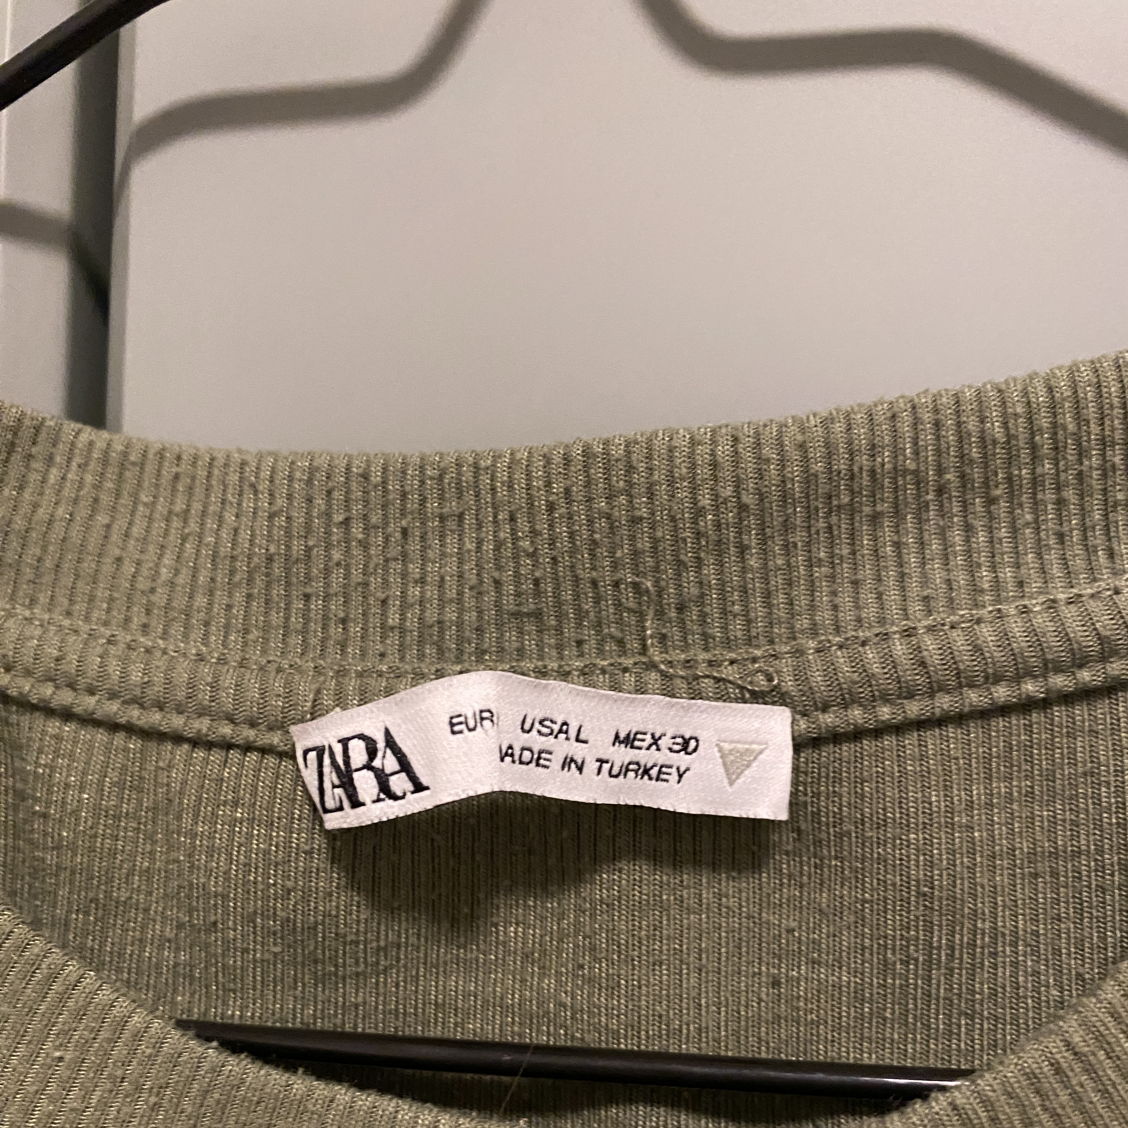 ZARA
EUR USA L MEX 30
ADE IN TURKEY